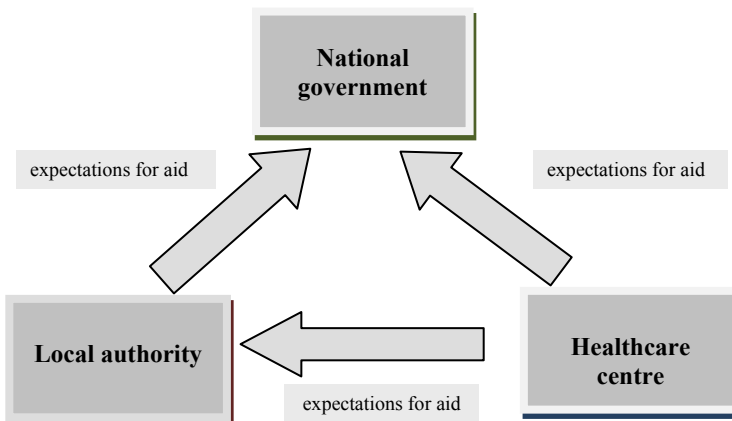 National
government
expectations for aid
expectations for aid
Local authority
Healthcare
centre
expectations for aid